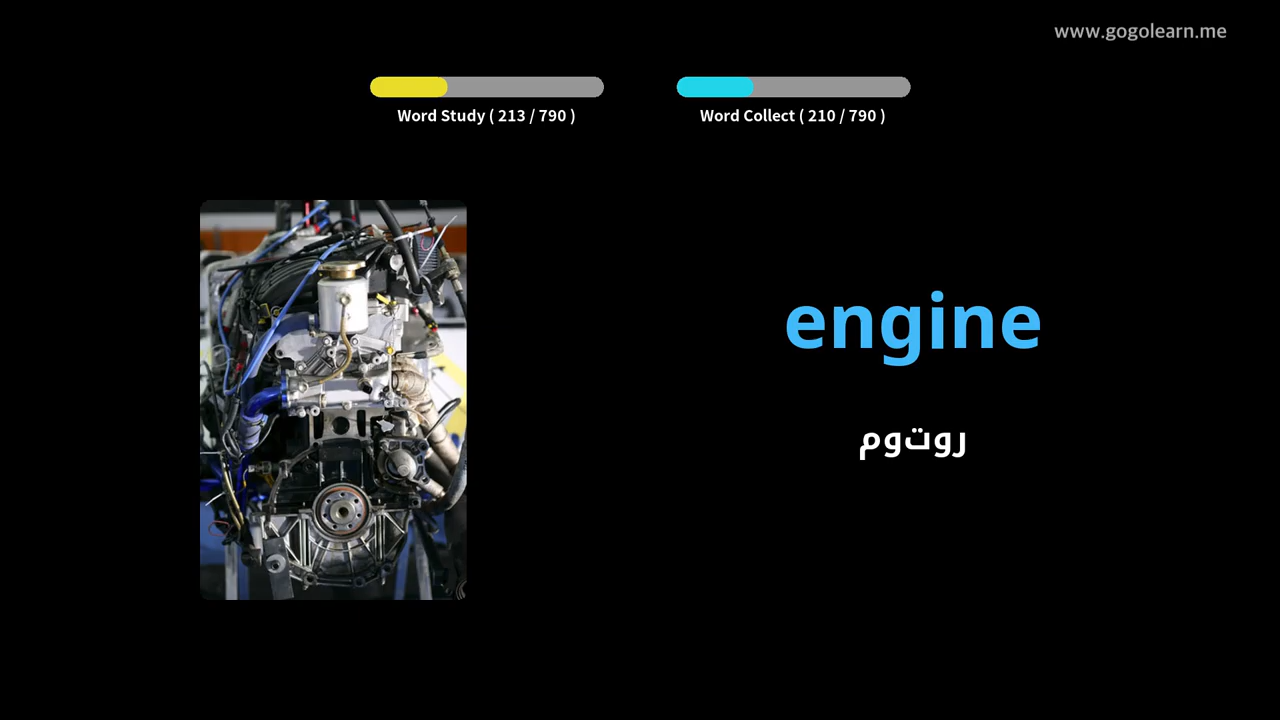 www.gogolearn.me
Word Study ( 213 / 790 )
Word Collect ( 210 / 790 )
engine
روتوم